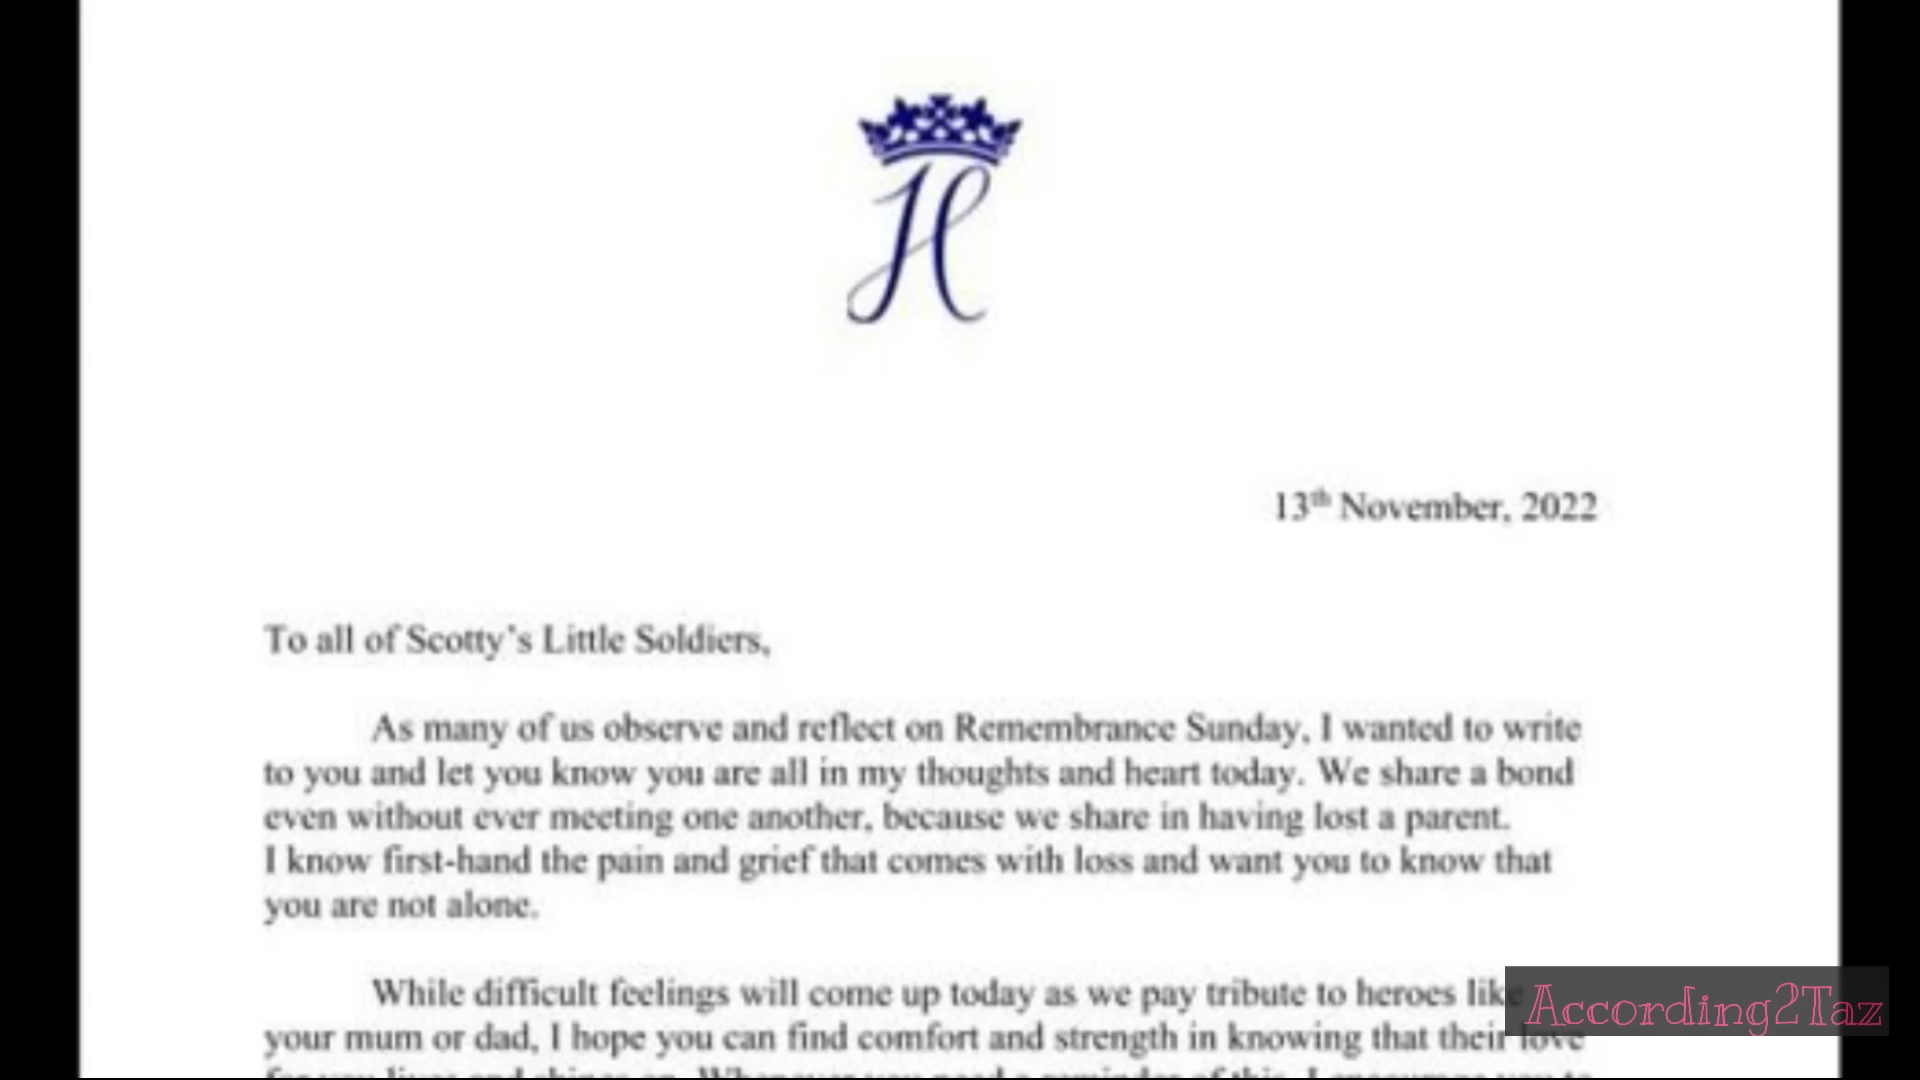 H
13th November, 2022
To all of Scotty's Little Soldiers,
As many of us observe and reflect on Remembrance Sunday, I wanted to write
to you and let you know you are all in my thoughts and heart today. We share a bond
even without ever meeting one another, because we share in having lost a parent.
I know first-hand the pain and grief that comes with loss and want you to know that
you are not alone.
While difficult feelings will come up today as we pay tribute to heroes like
your mum or dad, I hope you can find comfort and strength in knowing that their love
According2Taz